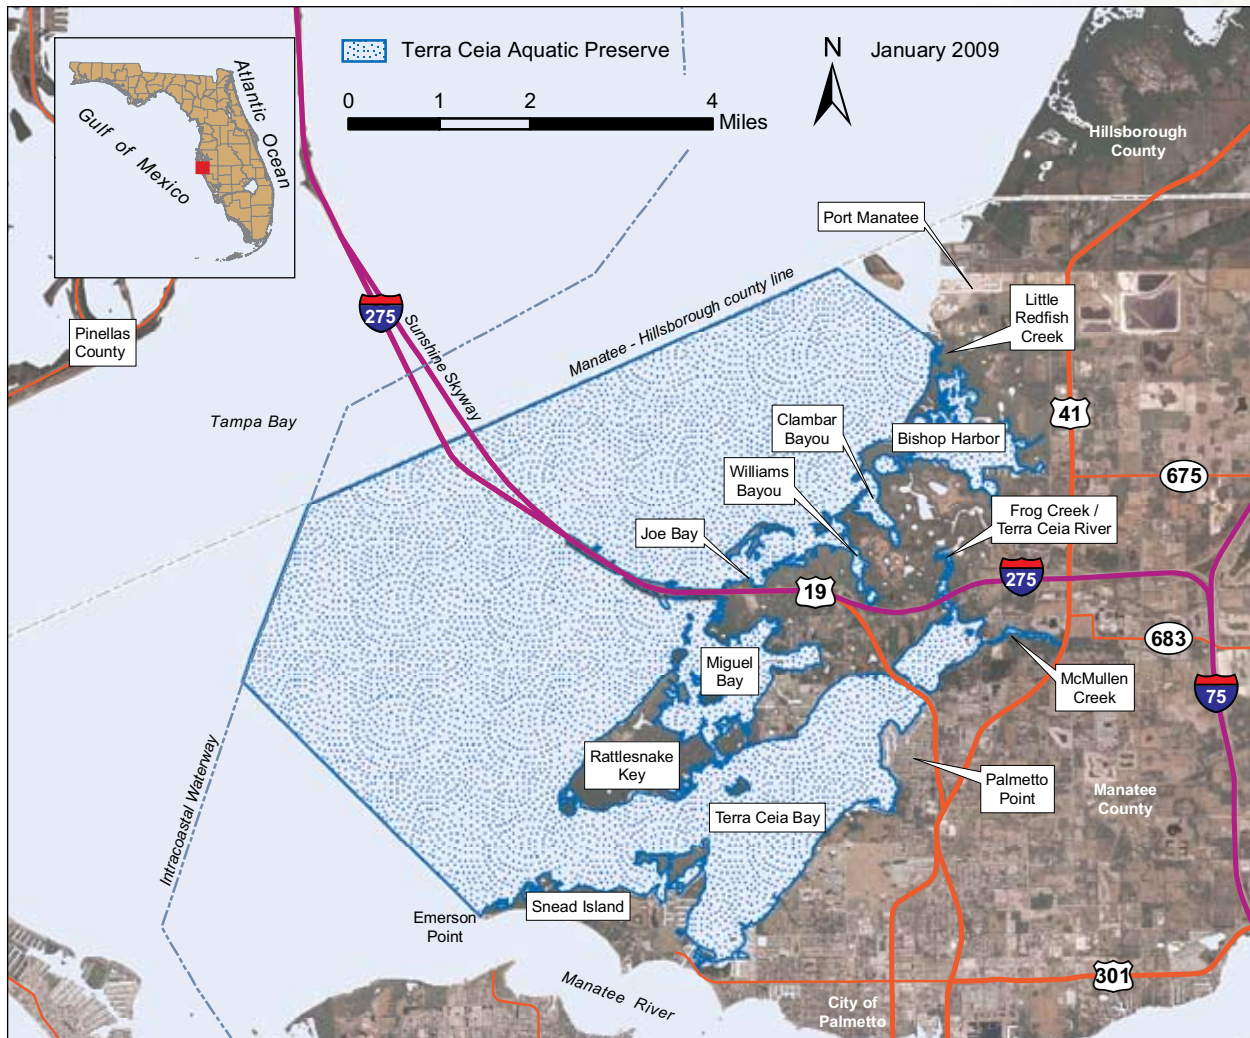 Terra Ceia Aquatic Preserve
N
January 2009
0
1
2
4
Miles
Atlantic Ocean
Gulf of Mexico
Hillsborough
County
Port Manatee
Manatee - Hillsborough county line
Little
Redfish
Creek
275
Sunshine Skyway
Pinellas
County
Tampa Bay
41
Clambar
Bayou
Bishop Harbor
Williams
Bayou
675
Frog Creek /
Terra Ceia River
Joe Bay
19
275
683
Miguel
Bay
McMullen
Creek
75
Rattlesnake
Key
Palmetto
Point
Manatee
County
Terra Ceia Bay
Intracoastal Waterway
Snead Island
Emerson
Point
Manatee River
301
City of
Palmetto